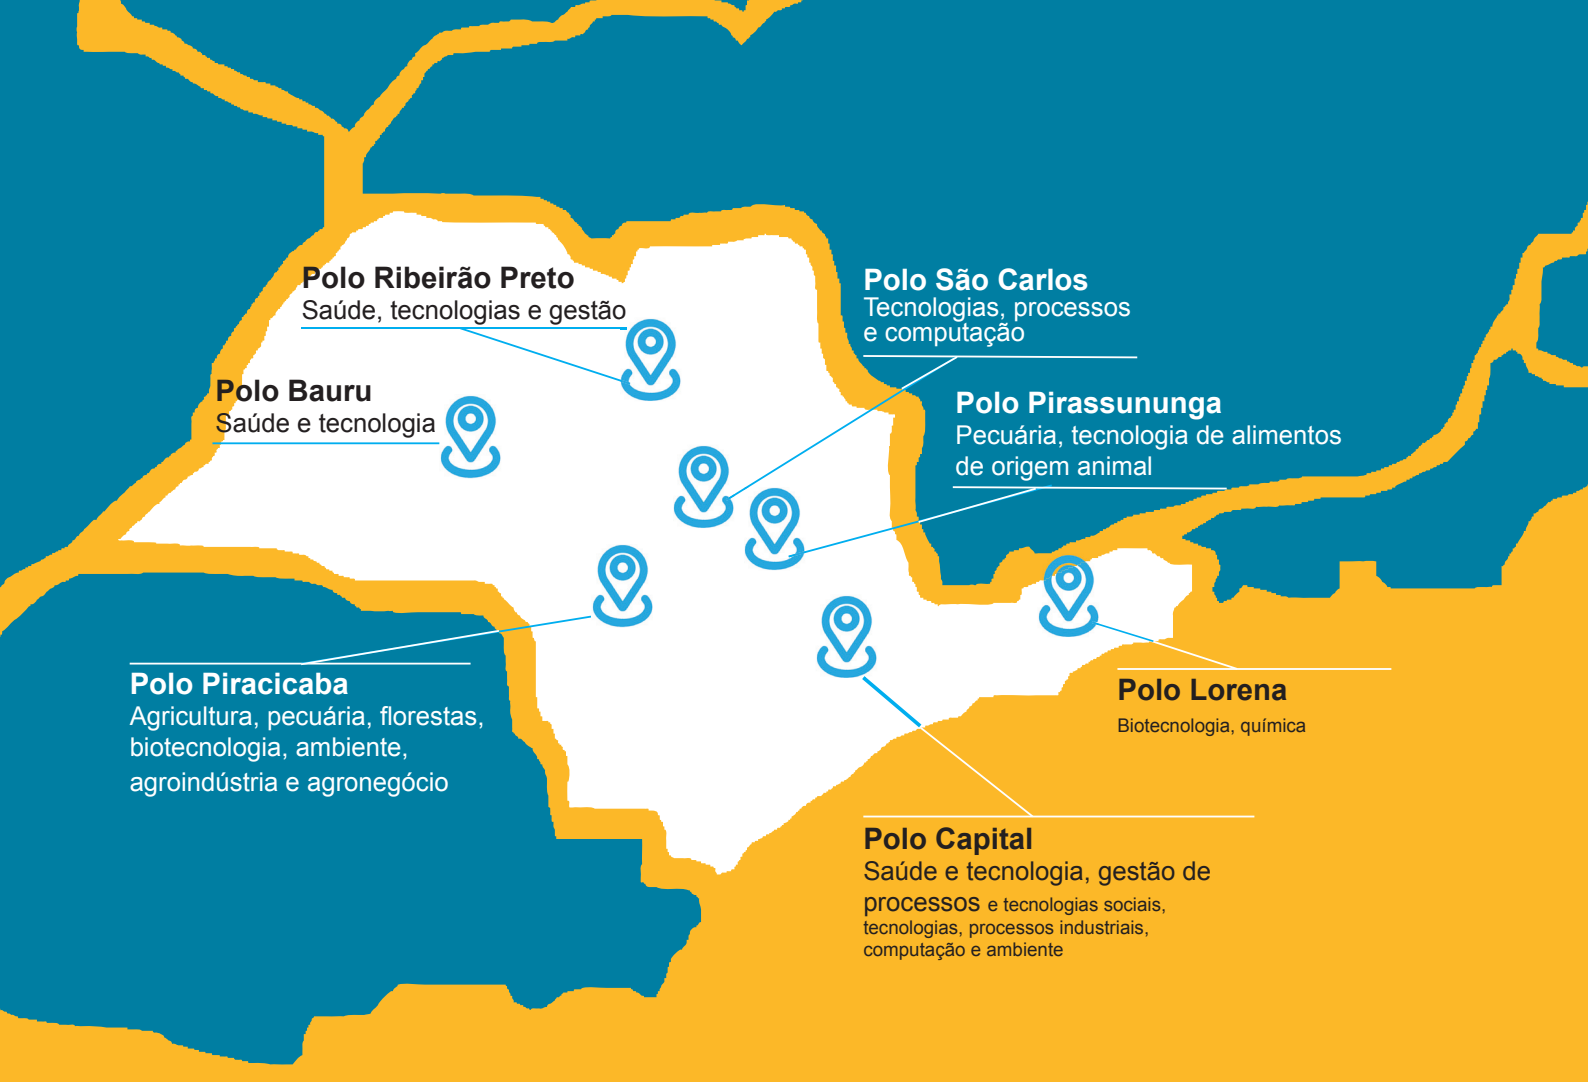 Polo Ribeirão Preto
Saúde, tecnologias e gestão
Polo Bauru
Saúde e tecnologia
Polo São Carlos
Tecnologias, processos
e computação
Polo Pirassununga
Pecuária, tecnologia de alimentos
de origem animal
Polo Piracicaba
Agricultura, pecuária, florestas,
biotecnologia, ambiente,
agroindústria e agronegócio
Polo Lorena
Biotecnologia, química
Polo Capital
Saúde e tecnologia, gestão de
processos e tecnologias sociais,
tecnologias, processos industriais,
computação e ambiente